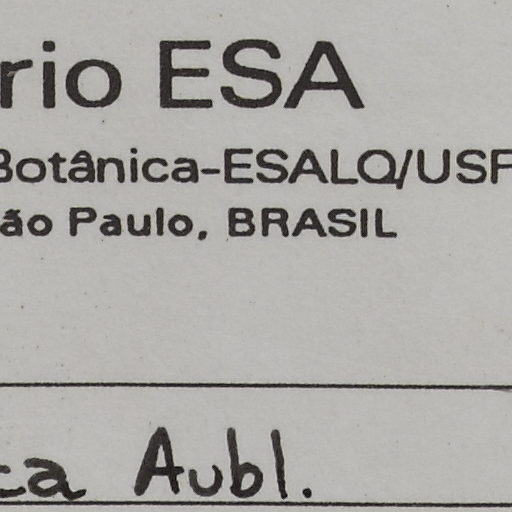 rio ESA
Botânica-ESALQ/USP
ão Paulo, BRASIL
ca Aubl.